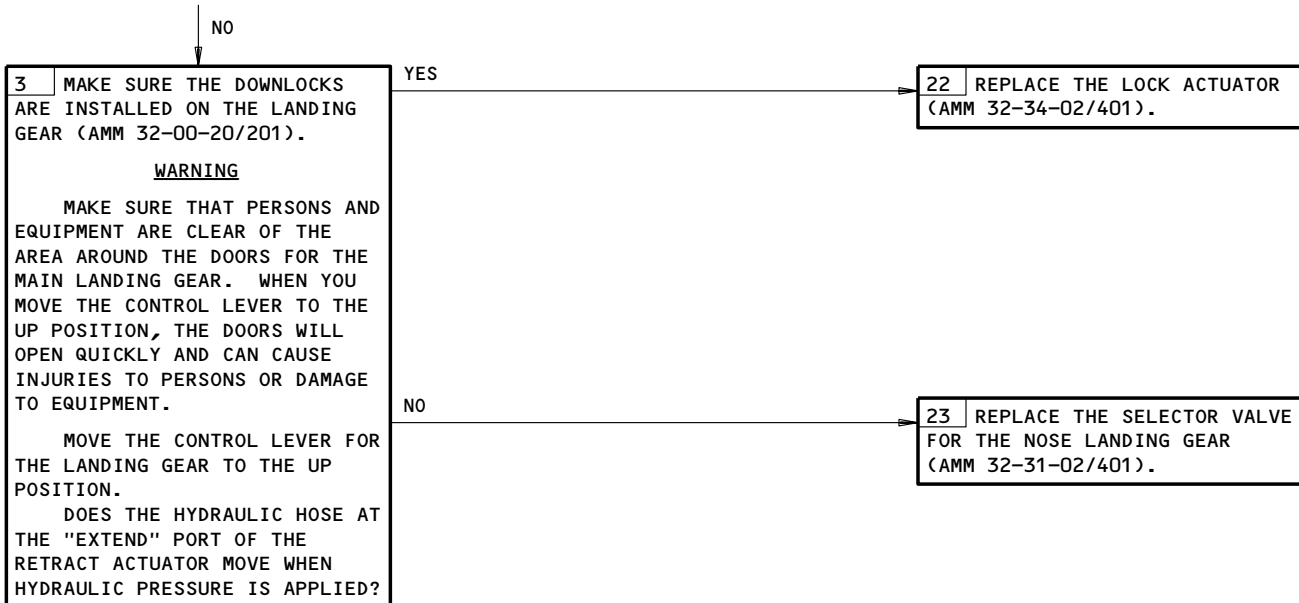 NO
3 MAKE SURE THE DOWNLOCKS
ARE INSTALLED ON THE LANDING
GEAR (AMM 32-00-20/201).
WARNING
MAKE SURE THAT PERSONS AND
EQUIPMENT ARE CLEAR OF THE
AREA AROUND THE DOORS FOR THE
MAIN LANDING GEAR. WHEN YOU
MOVE THE CONTROL LEVER TO THE
UP POSITION, THE DOORS WILL
OPEN QUICKLY AND CAN CAUSE
INJURIES TO PERSONS OR DAMAGE
TO EQUIPMENT.
MOVE THE CONTROL LEVER FOR
THE LANDING GEAR TO THE UP
POSITION.
DOES THE HYDRAULIC HOSE AT
THE "EXTEND" PORT OF THE
RETRACT ACTUATOR MOVE WHEN
HYDRAULIC PRESSURE IS APPLIED?
YES
22 REPLACE THE LOCK ACTUATOR
(AMM 32-34-02/401).
NO
23 REPLACE THE SELECTOR VALVE
FOR THE NOSE LANDING GEAR
(AMM 32-31-02/401).